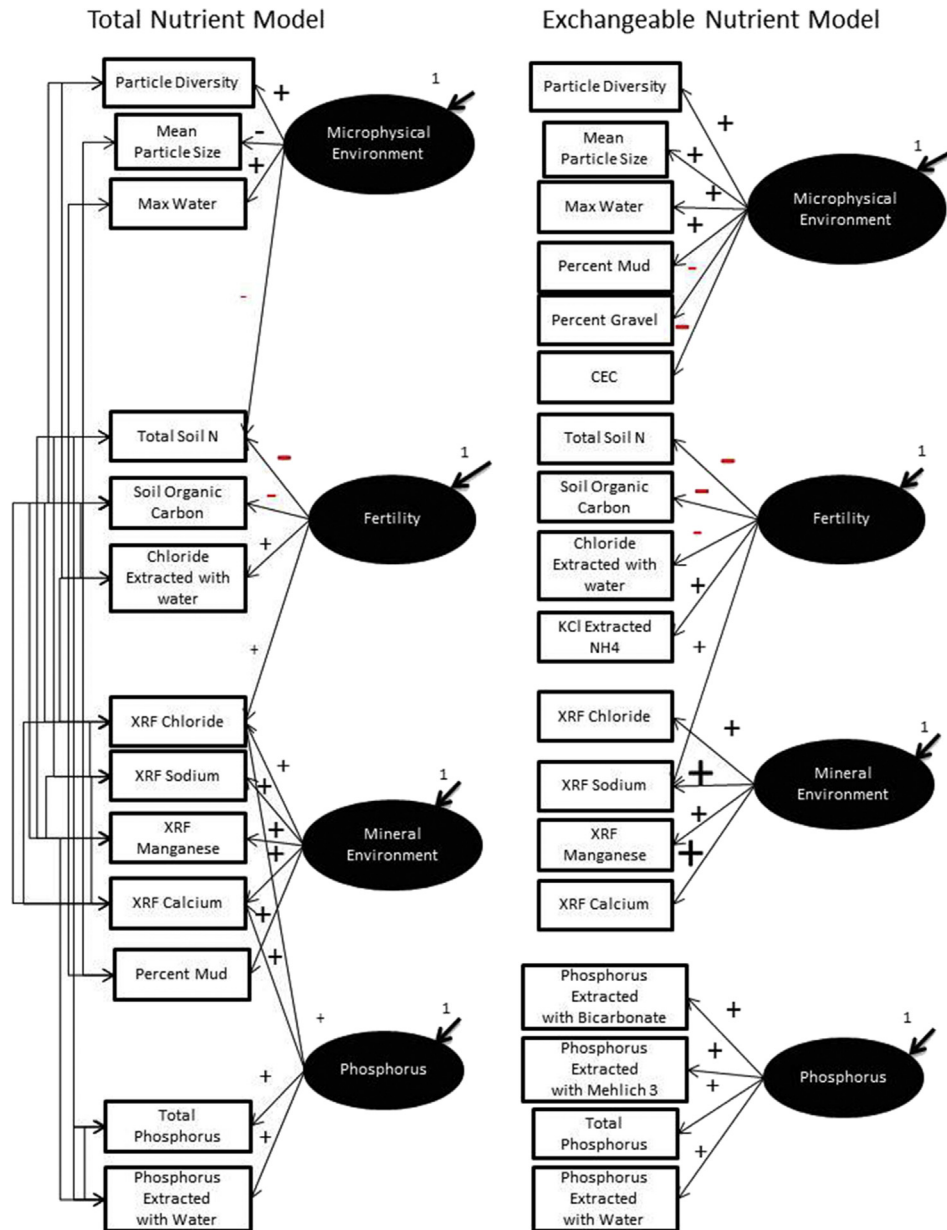 Total Nutrient Model
Particle Diversity
+
1
Microphysical
Environment
Mean
Particle Size
-
+
Max Water
-
Total Soil N
-
1
Soil Organic
Carbon
-
Fertility
+
Chloride
Extracted with
water
+
XRF Chloride
+
1
XRF Sodium
+
Mineral
Environment
XRF
Manganese
+
+
XRF Calcium
+
+
Percent Mud
+
1
Phosphorus
+
Total
Phosphorus
+
Phosphorus
Extracted
with Water
Exchangeable Nutrient Model
Particle Diversity
+
1
Mean
Particle Size
+
Microphysical
Environment
+
Max Water
+
Percent Mud
-
Percent Gravel
-
CEC
Total Soil N
-
1
Soil Organic
Carbon
-
Fertility
Chloride
Extracted with
water
-
+
KCl Extracted
NH4
+
XRF Chloride
+
1
XRF Sodium
+
Mineral
Environment
+
XRF
Manganese
+
XRF Calcium
Phosphorus
Extracted
with Bicarbonate
+
1
Phosphorus
Extracted
with Mehlich 3
+
Phosphorus
+
Total
Phosphorus
+
Phosphorus
Extracted
with Water